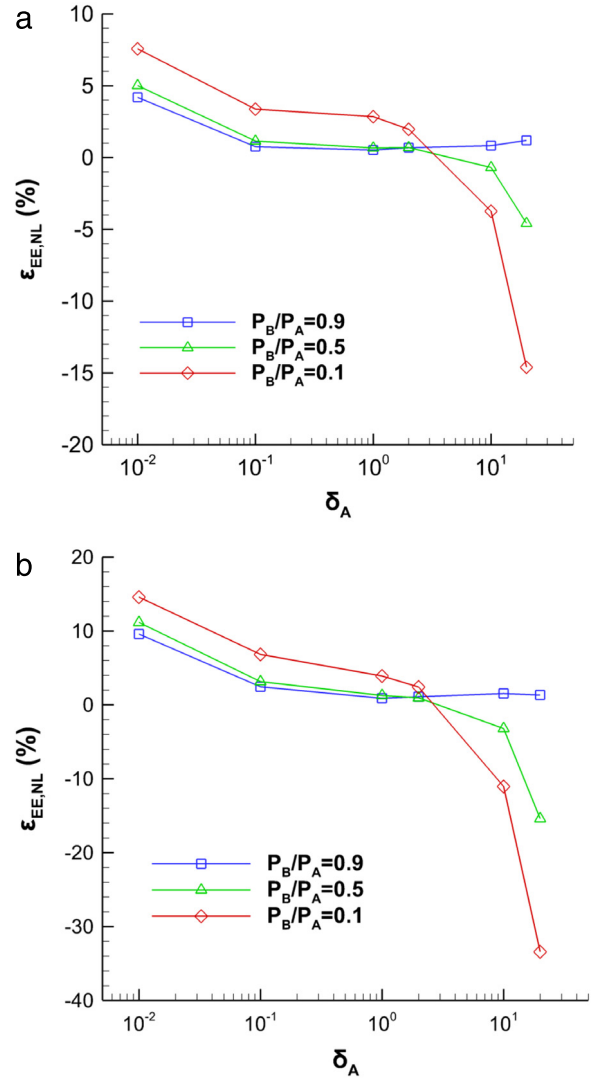 a
10
5
0
-5
-10
-15
-20
ε_EE,NL (%)
P_B/P_A=0.9
P_B/P_A=0.5
P_B/P_A=0.1
10^-2 10^-1 10^0 10^1
δ_A
b
20
10
0
-10
-20
-30
-40
ε_EE,NL (%)
P_B/P_A=0.9
P_B/P_A=0.5
P_B/P_A=0.1
10^-2 10^-1 10^0 10^1
δ_A